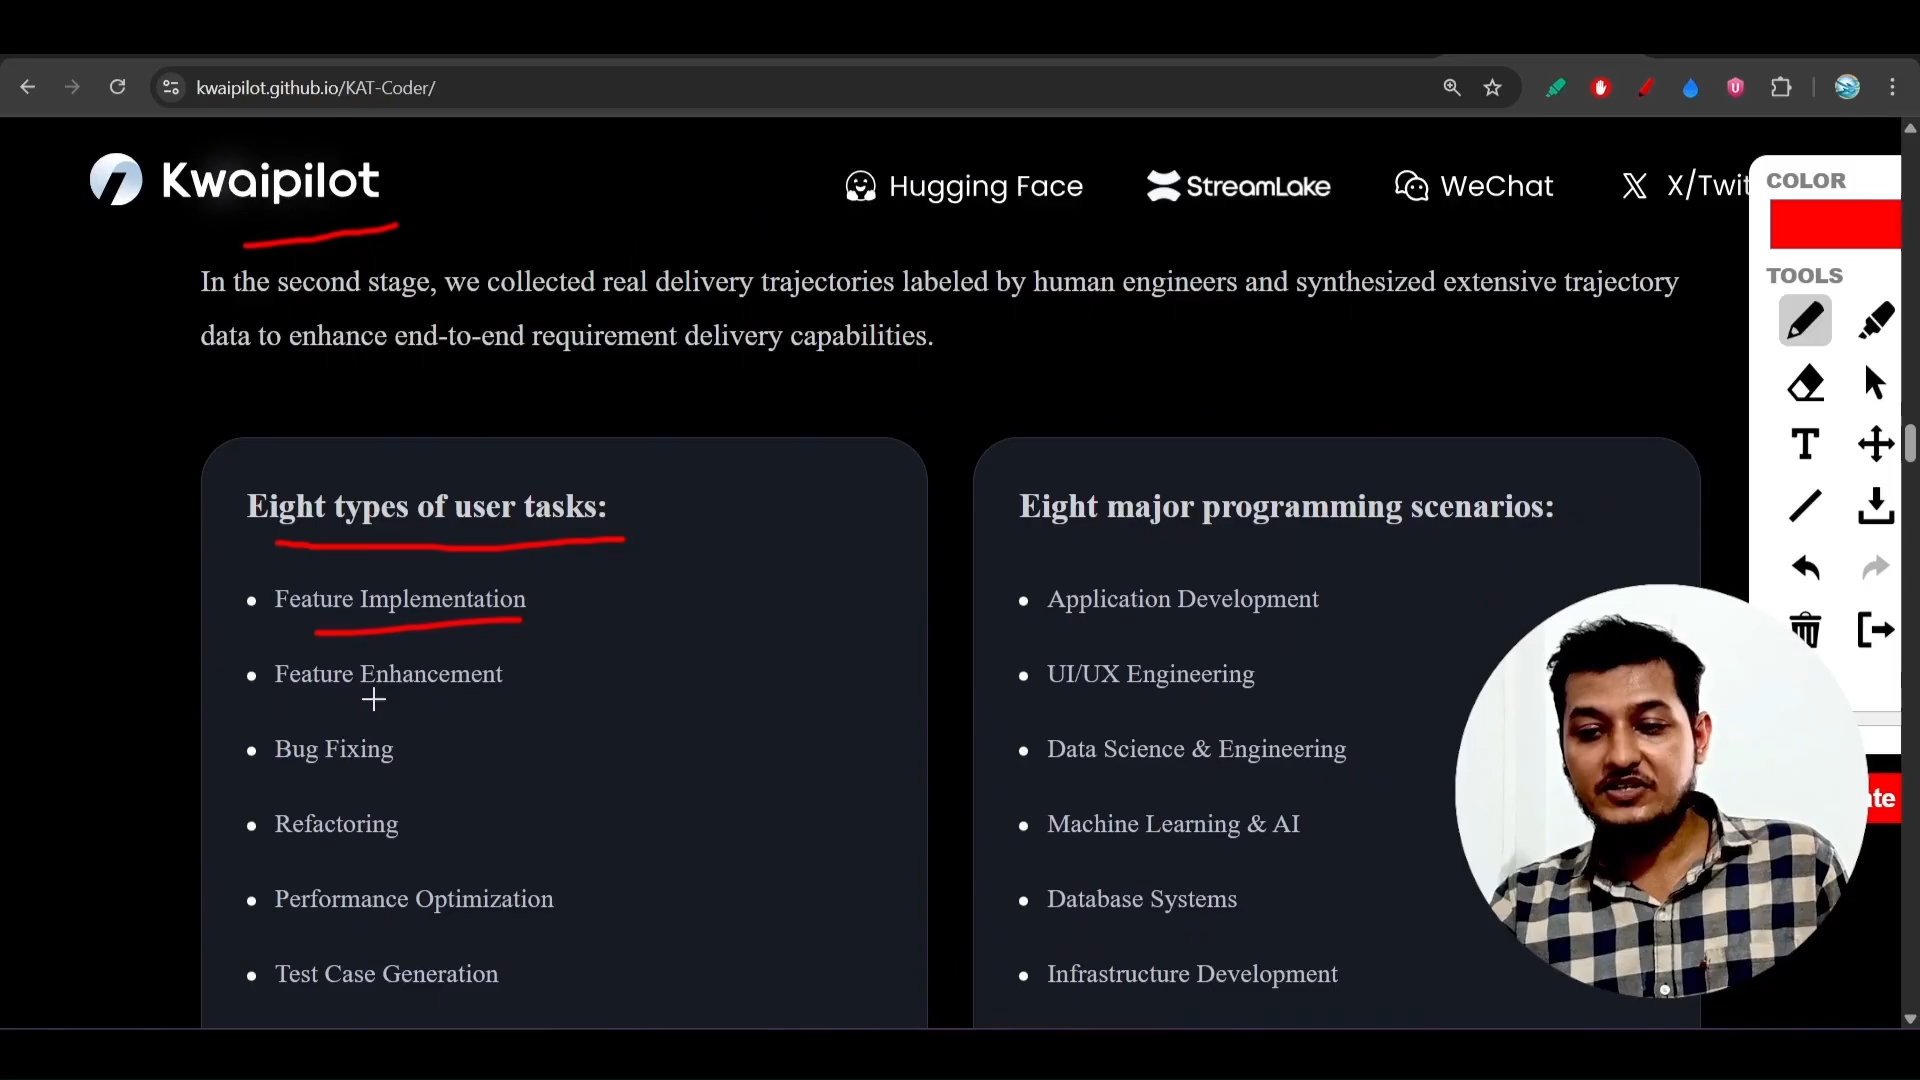 kwaipilot.github.io/KAT-Coder/
Kwaipilot
Hugging Face
StreamLake
WeChat
X/Twit
COLOR
TOOLS
In the second stage, we collected real delivery trajectories labeled by human engineers and synthesized extensive trajectory
data to enhance end-to-end requirement delivery capabilities.
Eight types of user tasks:
Feature Implementation
Feature Enhancement
Bug Fixing
Refactoring
Performance Optimization
Test Case Generation
Eight major programming scenarios:
Application Development
UI/UX Engineering
Data Science & Engineering
Machine Learning & AI
Database Systems
Infrastructure Development